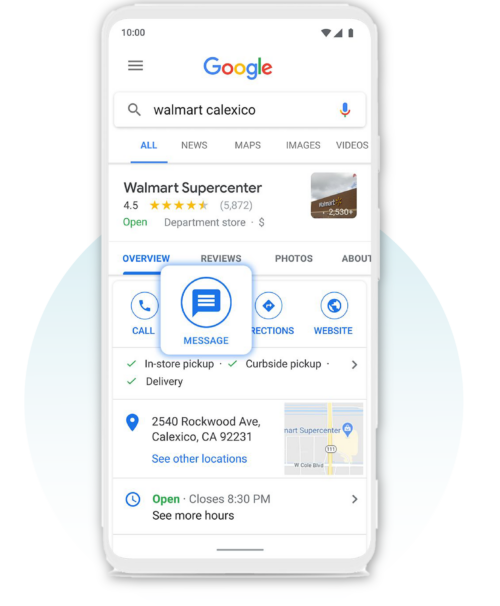 10:00
Google
walmart calexico
ALL NEWS MAPS IMAGES VIDEOS
Walmart Supercenter
4.5 (5,872)
2,530+
Open Department store · $
OVERVIEW REVIEWS PHOTOS ABOUT
CALL MESSAGE RECTIONS WEBSITE
In-store pickup · Curbside pickup ·
Delivery
2540 Rockwood Ave,
Calexico, CA 92231
See other locations
mart Supercenter
111
W Cole Blvd
Open · Closes 8:30 PM
See more hours